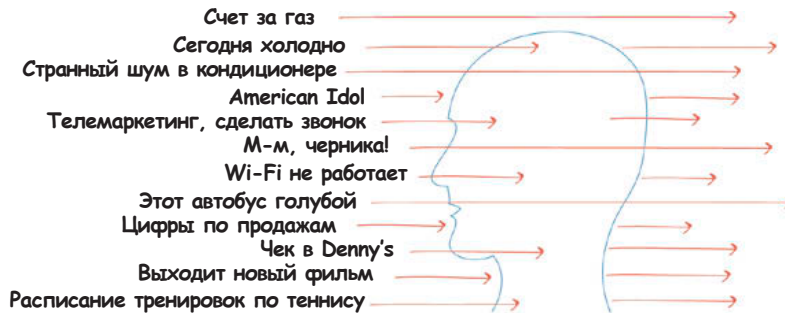 Счет за газ
Сегодня холодно
Странный шум в кондиционере
American Idol
Телемаркетинг, сделать звонок
М-м, черника!
Wi-Fi не работает
Этот автобус голубой
Цифры по продажам
Чек в Denny's
Выходит новый фильм
Расписание тренировок по теннису